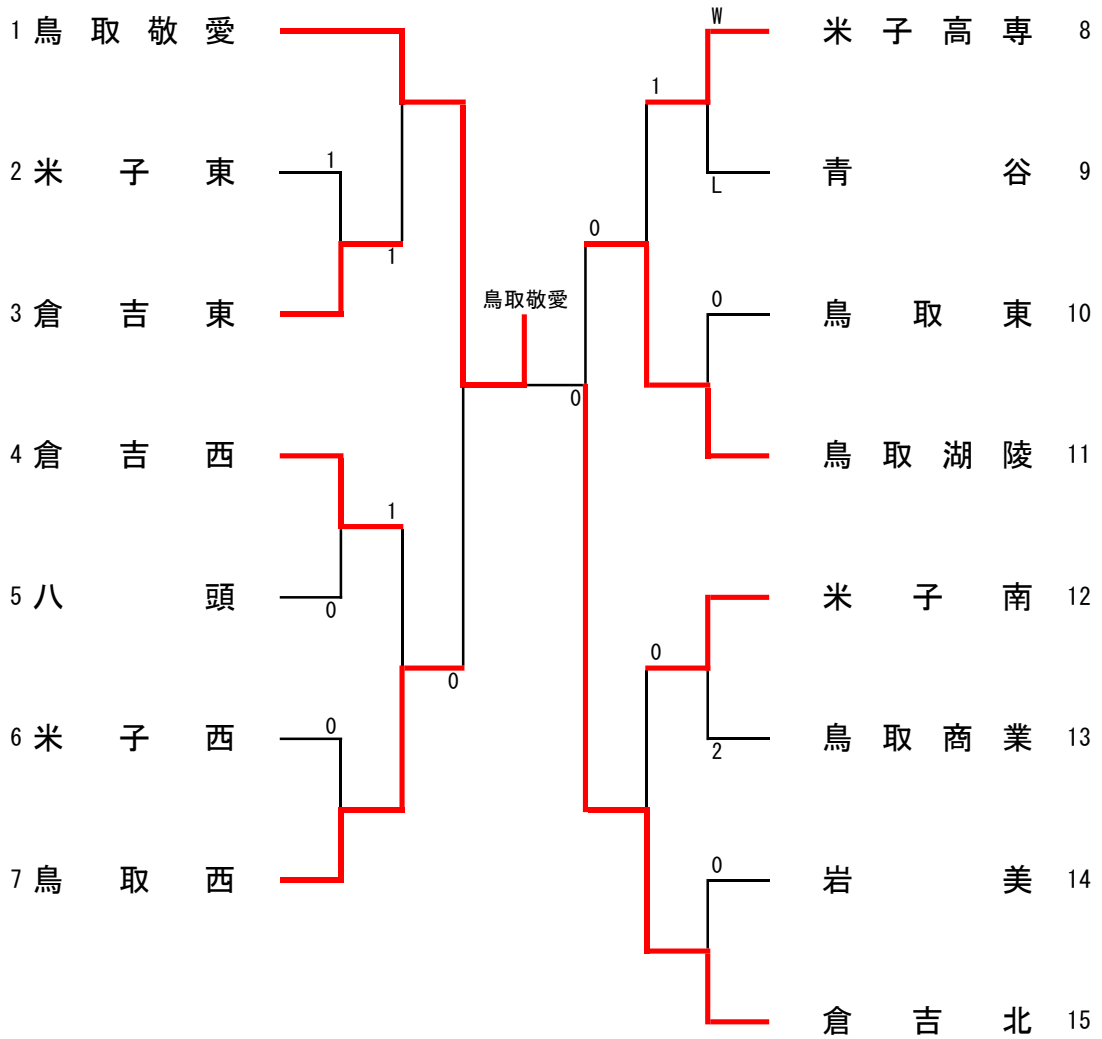 1 鳥取敬愛
2 米子東
3 倉吉東
4 倉吉西
5 八頭
6 米子西
7 鳥取西
1
1
1
0
0
0
鳥取敬愛
0
0
W
1
L
0
0
2
0
米子高専 8
青谷 9
鳥取東 10
鳥取湖陵 11
米子南 12
鳥取商業 13
岩美 14
倉吉北 15